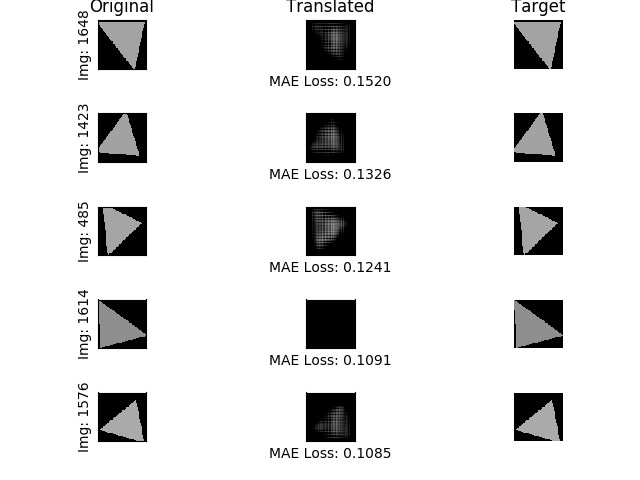 Original Translated Target
Img: 1648
MAE Loss: 0.1520
Img: 1423
MAE Loss: 0.1326
Img: 485
MAE Loss: 0.1241
Img: 1614
MAE Loss: 0.1091
Img: 1576
MAE Loss: 0.1085